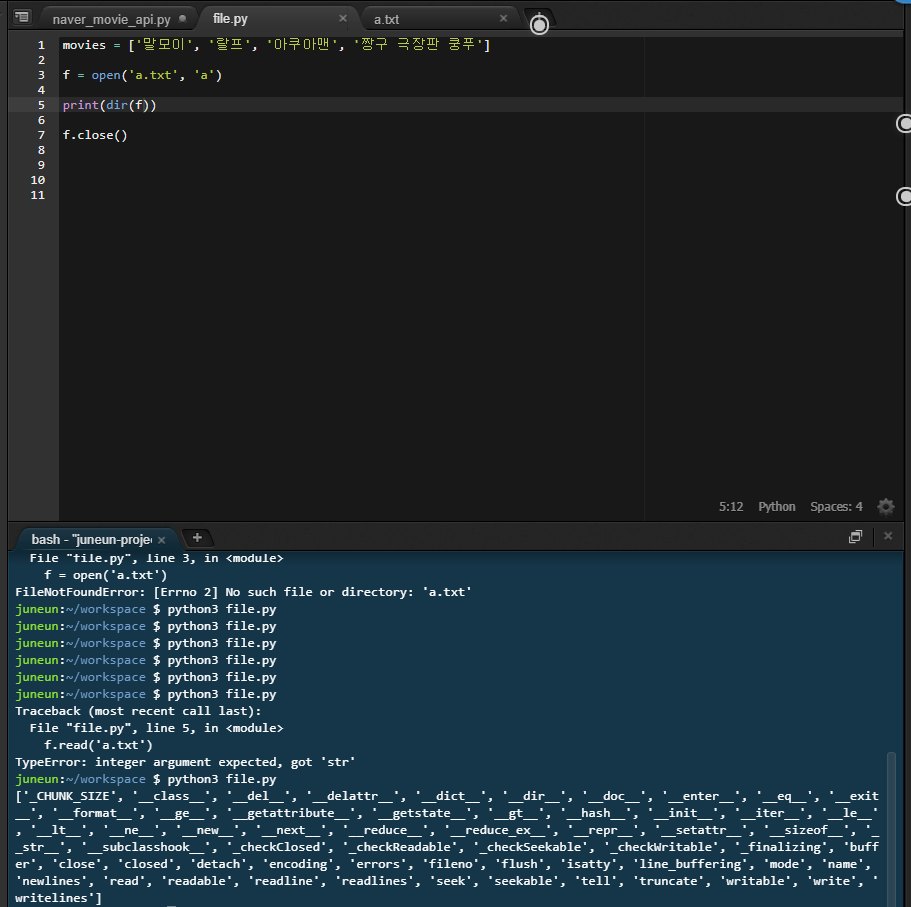 naver_movie_api.py
file.py
a.txt
1 movies = ['말모이', '랄프', '아쿠아맨', '짱구 극장판 쿵푸']
2
3 f = open('a.txt', 'a')
4
5 print(dir(f))
6
7 f.close()
8
9
10
11
5:12 Python Spaces: 4
bash - "juneun-projec
File "file.py", line 3, in <module>
f = open('a.txt')
FileNotFoundError: [Errno 2] No such file or directory: 'a.txt'
juneun:~/workspace $ python3 file.py
juneun:~/workspace $ python3 file.py
juneun:~/workspace $ python3 file.py
juneun:~/workspace $ python3 file.py
juneun:~/workspace $ python3 file.py
juneun:~/workspace $ python3 file.py
Traceback (most recent call last):
File "file.py", line 5, in <module>
f.read('a.txt')
TypeError: integer argument expected, got 'str'
juneun:~/workspace $ python3 file.py
['_CHUNK_SIZE', '__class__', '__del__', '__delattr__', '__dict__', '__dir__', '__doc__', '__enter__', '__eq__', '__exit
__', '__format__', '__ge__', '__getattribute__', '__getstate__', '__gt__', '__hash__', '__init__', '__iter__', '__le__'
, '__lt__', '__ne__', '__new__', '__next__', '__reduce__', '__reduce_ex__', '__repr__', '__setattr__', '__sizeof__', '_
_str__', '__subclasshook__', '_checkClosed', '_checkReadable', '_checkSeekable', '_checkWritable', '_finalizing', 'buff
er', 'close', 'closed', 'detach', 'encoding', 'errors', 'fileno', 'flush', 'isatty', 'line_buffering', 'mode', 'name',
'newlines', 'read', 'readable', 'readline', 'readlines', 'seek', 'seekable', 'tell', 'truncate', 'writable', 'write', '
writelines']